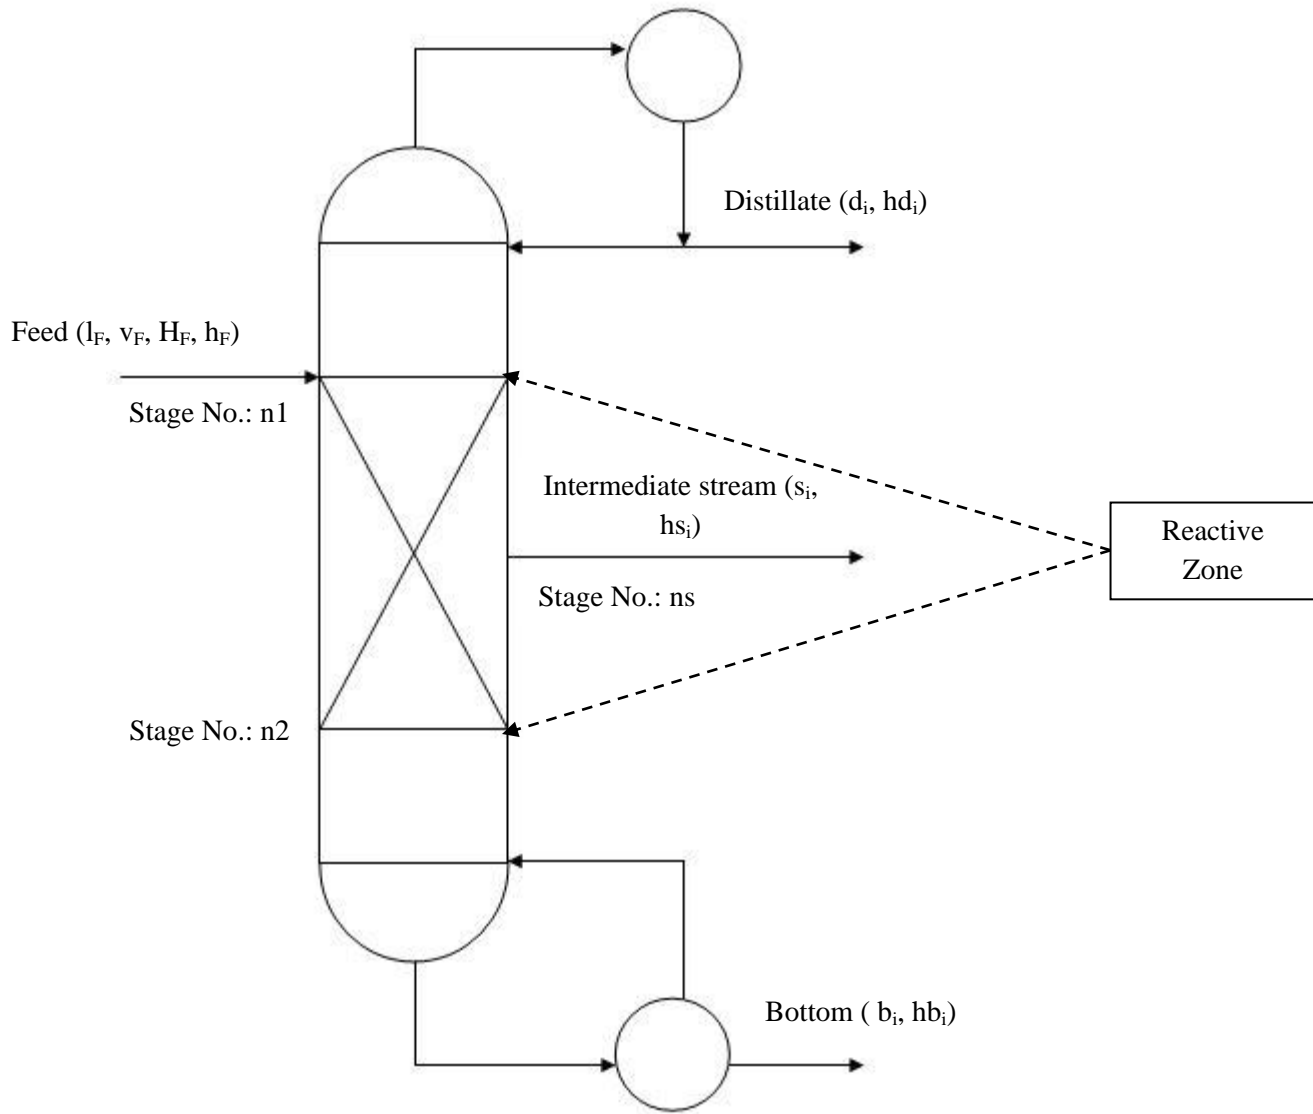 Distillate (dᵢ, hdᵢ)
Feed (l_F, v_F, H_F, h_F)
Stage No.: n1
Intermediate stream (sᵢ,
hsᵢ)
Reactive
Zone
Stage No.: ns
Stage No.: n2
Bottom ( bᵢ, hbᵢ)